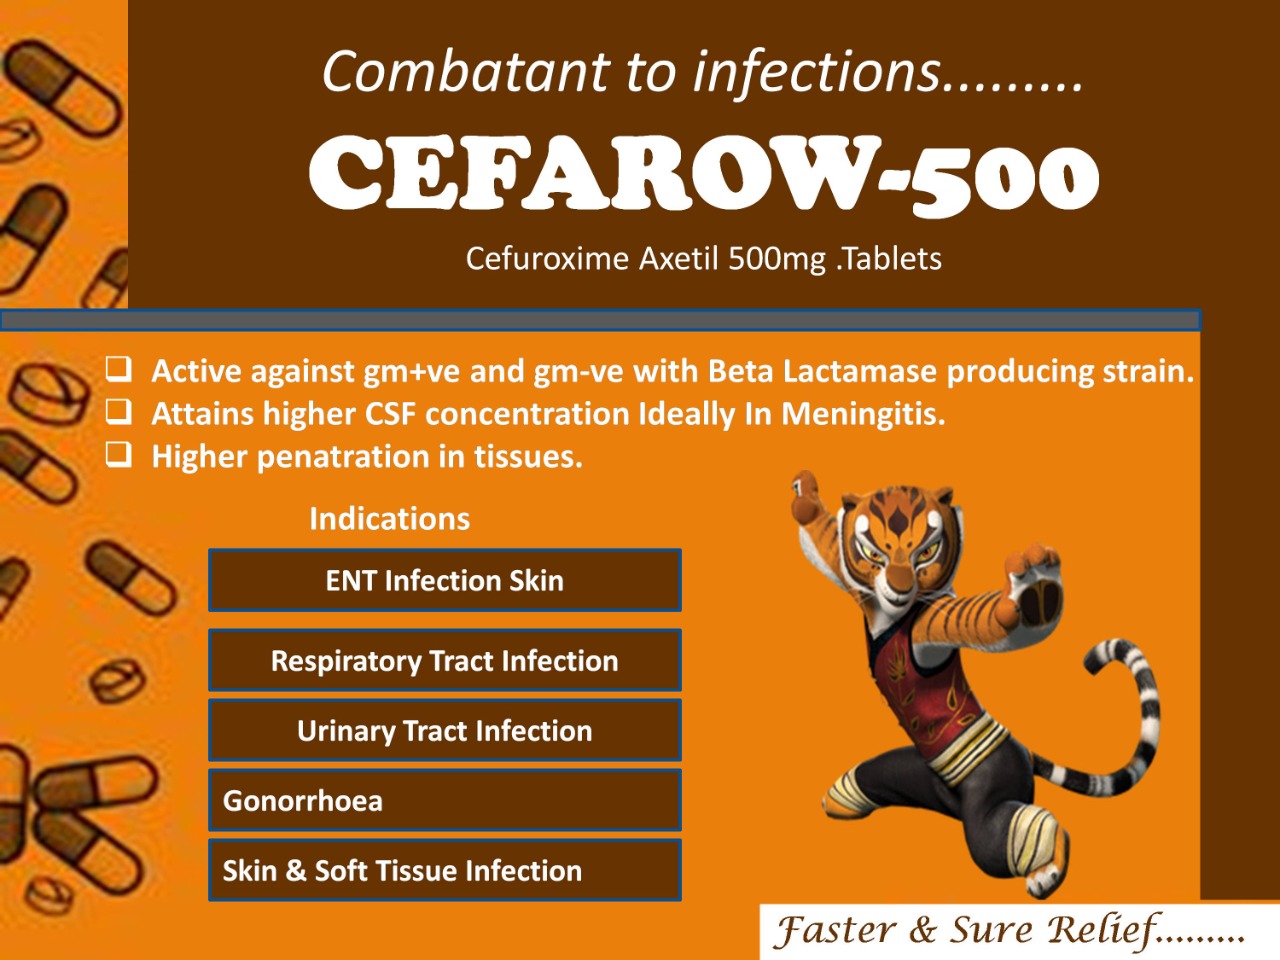 Combatant to infections.........
CEFAROW-500
Cefuroxime Axetil 500mg .Tablets
Active against gm+ve and gm-ve with Beta Lactamase producing strain.
Attains higher CSF concentration Ideally In Meningitis.
Higher penatration in tissues.
Indications
ENT Infection Skin
Respiratory Tract Infection
Urinary Tract Infection
Gonorrhoea
Skin & Soft Tissue Infection
Faster & Sure Relief.........